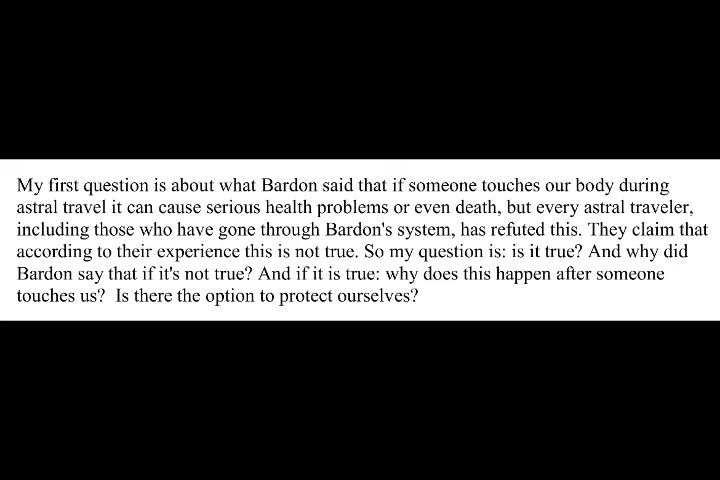 My first question is about what Bardon said that if someone touches our body during
astral travel it can cause serious health problems or even death, but every astral traveler,
including those who have gone through Bardon's system, has refuted this. They claim that
according to their experience this is not true. So my question is: is it true? And why did
Bardon say that if it's not true? And if it is true: why does this happen after someone
touches us?  Is there the option to protect ourselves?